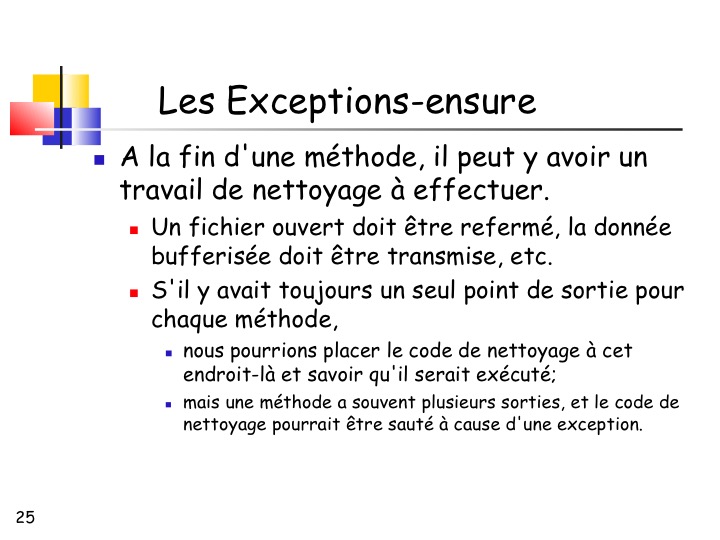 Les Exceptions-ensure
A la fin d'une méthode, il peut y avoir un
travail de nettoyage à effectuer.
Un fichier ouvert doit être refermé, la donnée
bufferisée doit être transmise, etc.
S'il y avait toujours un seul point de sortie pour
chaque méthode,
nous pourrions placer le code de nettoyage à cet
endroit-là et savoir qu'il serait exécuté;
mais une méthode a souvent plusieurs sorties, et le code de
nettoyage pourrait être sauté à cause d'une exception.
25